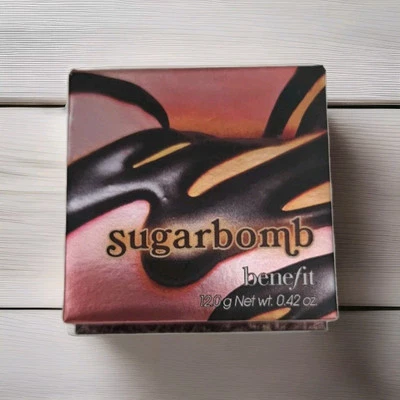 sugarbomb
benefit
12.0 g Net wt. 0.42 oz.